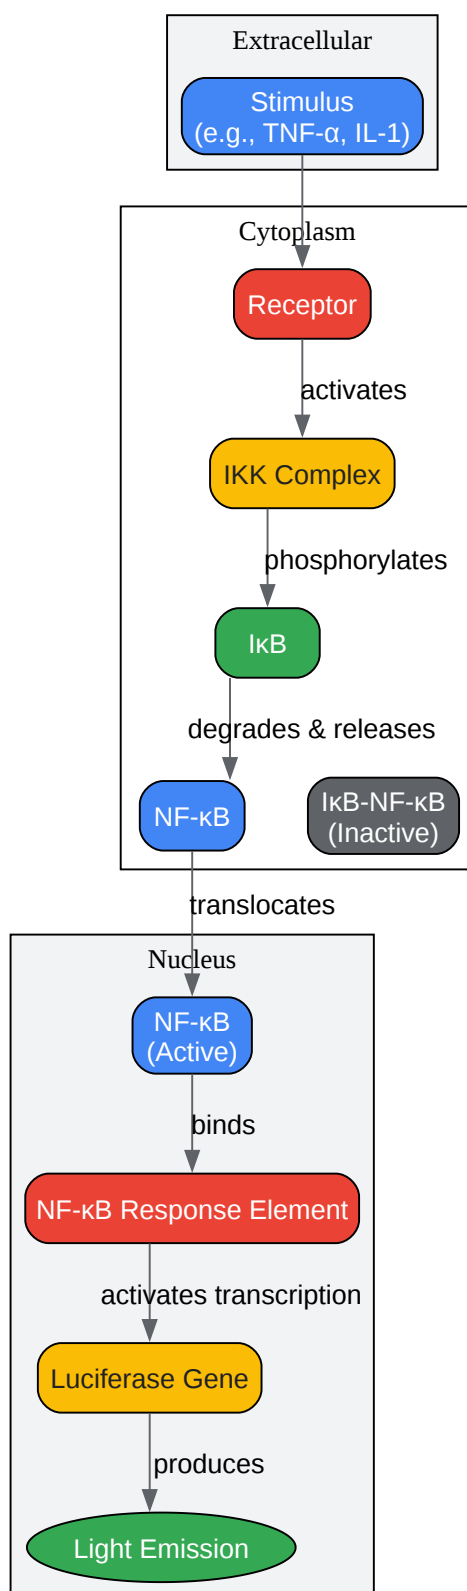 Extracellular
Stimulus
(e.g., TNF-α, IL-1)
Cytoplasm
Receptor
activates
IKK Complex
phosphorylates
IκB
degrades & releases
NF-κB
IκB-NF-κB
(Inactive)
translocates
Nucleus
NF-κB
(Active)
binds
NF-κB Response Element
activates transcription
Luciferase Gene
produces
Light Emission